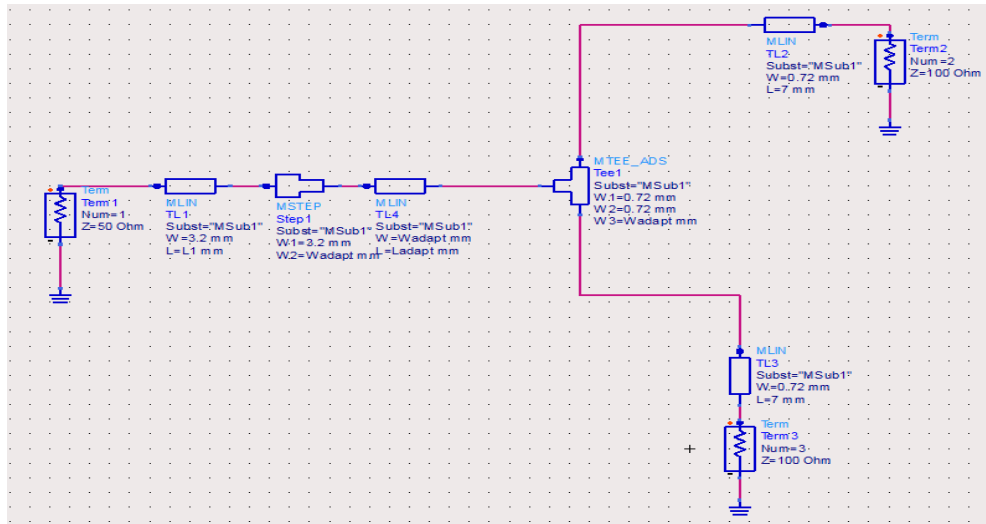 MLIN
TL2
Subst="MSub1"
W=0.72 mm
L=7 mm
Term
Term2
Num=2
Z=100 Ohm
Term
Term1
Num=1
Z=50 Ohm
MLIN
TL1
Subst="MSub1"
W=3.2 mm
L=L1 mm
MSTEP
Step1
Subst="MSub1"
W1=3.2 mm
W2=Wadapt mm
MLIN
TL4
Subst="MSub1"
W=Wadapt mm
L=Ladapt mm
MTEE_ADS
Tee1
Subst="MSub1"
W1=0.72 mm
W2=0.72 mm
W3=Wadapt mm
MLIN
TL3
Subst="MSub1"
W=0.72 mm
L=7 mm
Term
Term3
Num=3
Z=100 Ohm